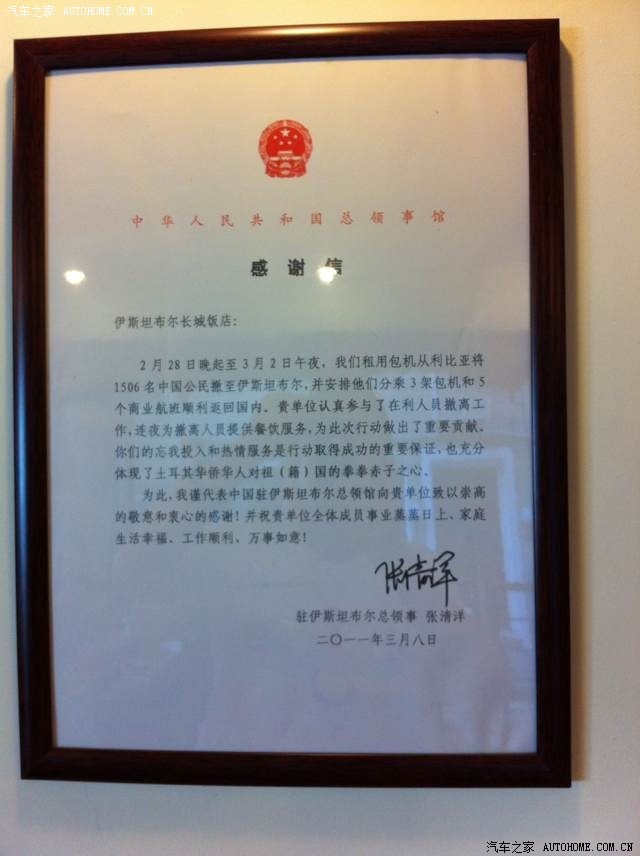 汽车之家 AUTOHOME.COM.CN
中华人民共和国总领事馆
感谢信
伊斯坦布尔长城饭店：
2月28日晚起至3月2日午夜，我们租用包机从利比亚将
1506名中国公民撤至伊斯坦布尔，并安排他们分乘3架包机和5
个商业航班顺利返回国内。贵单位认真参与了在利人员撤离工
作，连夜为撤离人员提供餐饮服务，为此次行动做出了重要贡献。
你们的忘我投入和热情服务是行动取得成功的重要保证，也充分
体现了土耳其华侨华人对祖（籍）国的拳拳赤子之心。
为此，我谨代表中国驻伊斯坦布尔总领馆向贵单位致以崇高
的敬意和衷心的感谢！并祝贵单位全体成员事业蒸蒸日上、家庭
生活幸福、工作顺利、万事如意！
张清洋
驻伊斯坦布尔总领事 张清洋
二〇一一年三月八日
汽车之家 AUTOHOME.COM.CN